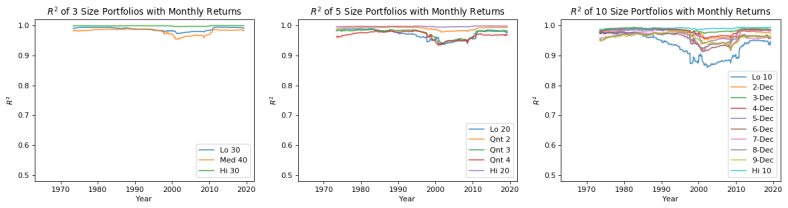 R² of 3 Size Portfolios with Monthly Returns
1.0
0.9
0.8
0.7
0.6
0.5
R²
1970 1980 1990 2000 2010 2020
Year
Lo 30
Med 40
Hi 30
R² of 5 Size Portfolios with Monthly Returns
1.0
0.9
0.8
0.7
0.6
0.5
R²
1970 1980 1990 2000 2010 2020
Year
Lo 20
Qnt 2
Qnt 3
Qnt 4
Hi 20
R² of 10 Size Portfolios with Monthly Returns
1.0
0.9
0.8
0.7
0.6
0.5
R²
1970 1980 1990 2000 2010 2020
Year
Lo 10
2-Dec
3-Dec
4-Dec
5-Dec
6-Dec
7-Dec
8-Dec
9-Dec
Hi 10